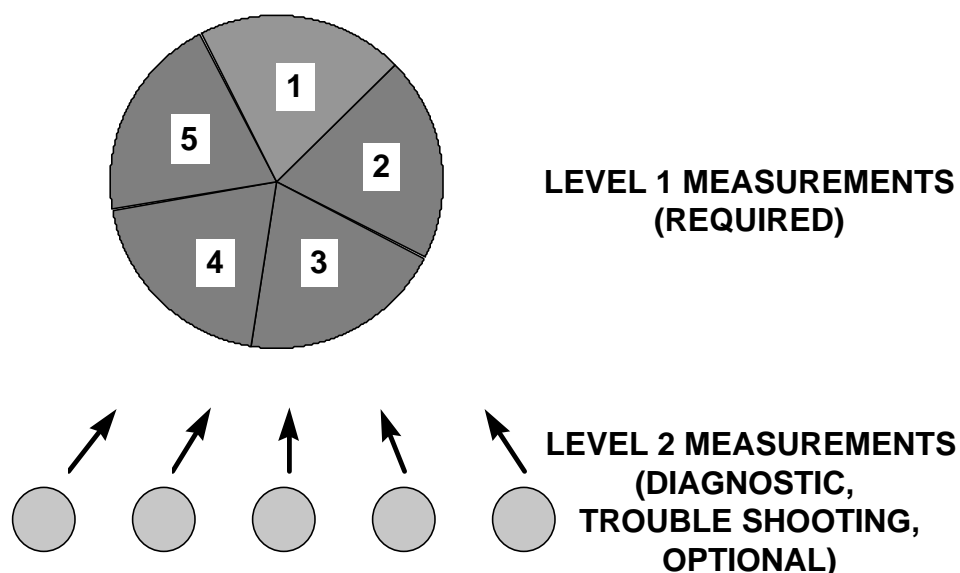 1
5
2
4
3
LEVEL 1 MEASUREMENTS
(REQUIRED)
LEVEL 2 MEASUREMENTS
(DIAGNOSTIC,
TROUBLE SHOOTING,
OPTIONAL)